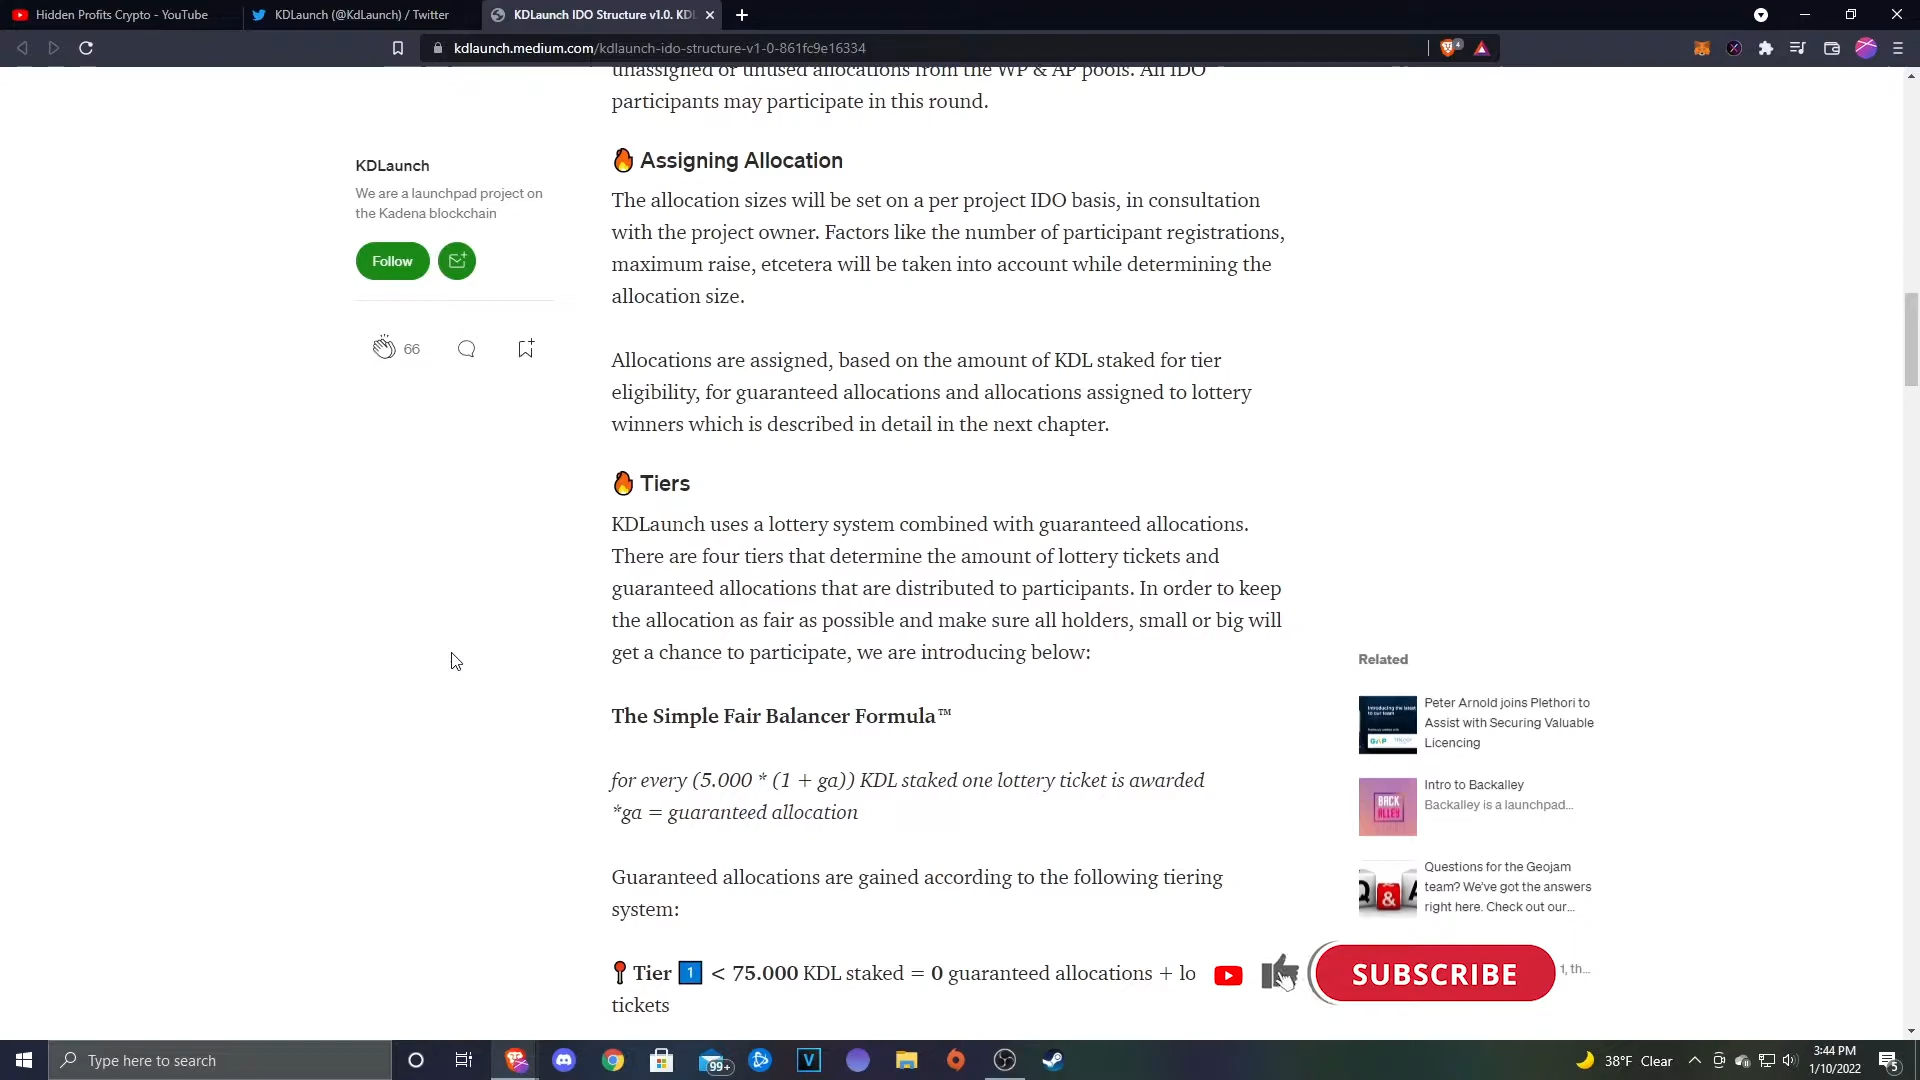 Hidden Profits Crypto - YouTube
KDLaunch (@KdLaunch) / Twitter
KDLaunch IDO Structure v1.0. KDL
kdlaunch.medium.com/kdlaunch-ido-structure-v1-0-861fc9e16334
4
unassigned or unused allocations from the WP & AP pools. All IDO
participants may participate in this round.
KDLaunch
We are a launchpad project on
the Kadena blockchain
Follow
66
🔥 Assigning Allocation
The allocation sizes will be set on a per project IDO basis, in consultation
with the project owner. Factors like the number of participant registrations,
maximum raise, etcetera will be taken into account while determining the
allocation size.
Allocations are assigned, based on the amount of KDL staked for tier
eligibility, for guaranteed allocations and allocations assigned to lottery
winners which is described in detail in the next chapter.
🔥 Tiers
KDLaunch uses a lottery system combined with guaranteed allocations.
There are four tiers that determine the amount of lottery tickets and
guaranteed allocations that are distributed to participants. In order to keep
the allocation as fair as possible and make sure all holders, small or big will
get a chance to participate, we are introducing below:
The Simple Fair Balancer Formula™
for every (5.000 * (1 + ga)) KDL staked one lottery ticket is awarded
*ga = guaranteed allocation
Guaranteed allocations are gained according to the following tiering
system:
📍 Tier 1️⃣ < 75.000 KDL staked = 0 guaranteed allocations + lo
tickets
Related
Peter Arnold joins Plethori to
Assist with Securing Valuable
Licencing
BACK
ALLEY
Intro to Backalley
Backalley is a launchpad...
Q & A
Questions for the Geojam
team? We've got the answers
right here. Check out our...
1, th...
SUBSCRIBE
Type here to search
99+
V
38°F Clear
3:44 PM
1/10/2022
5